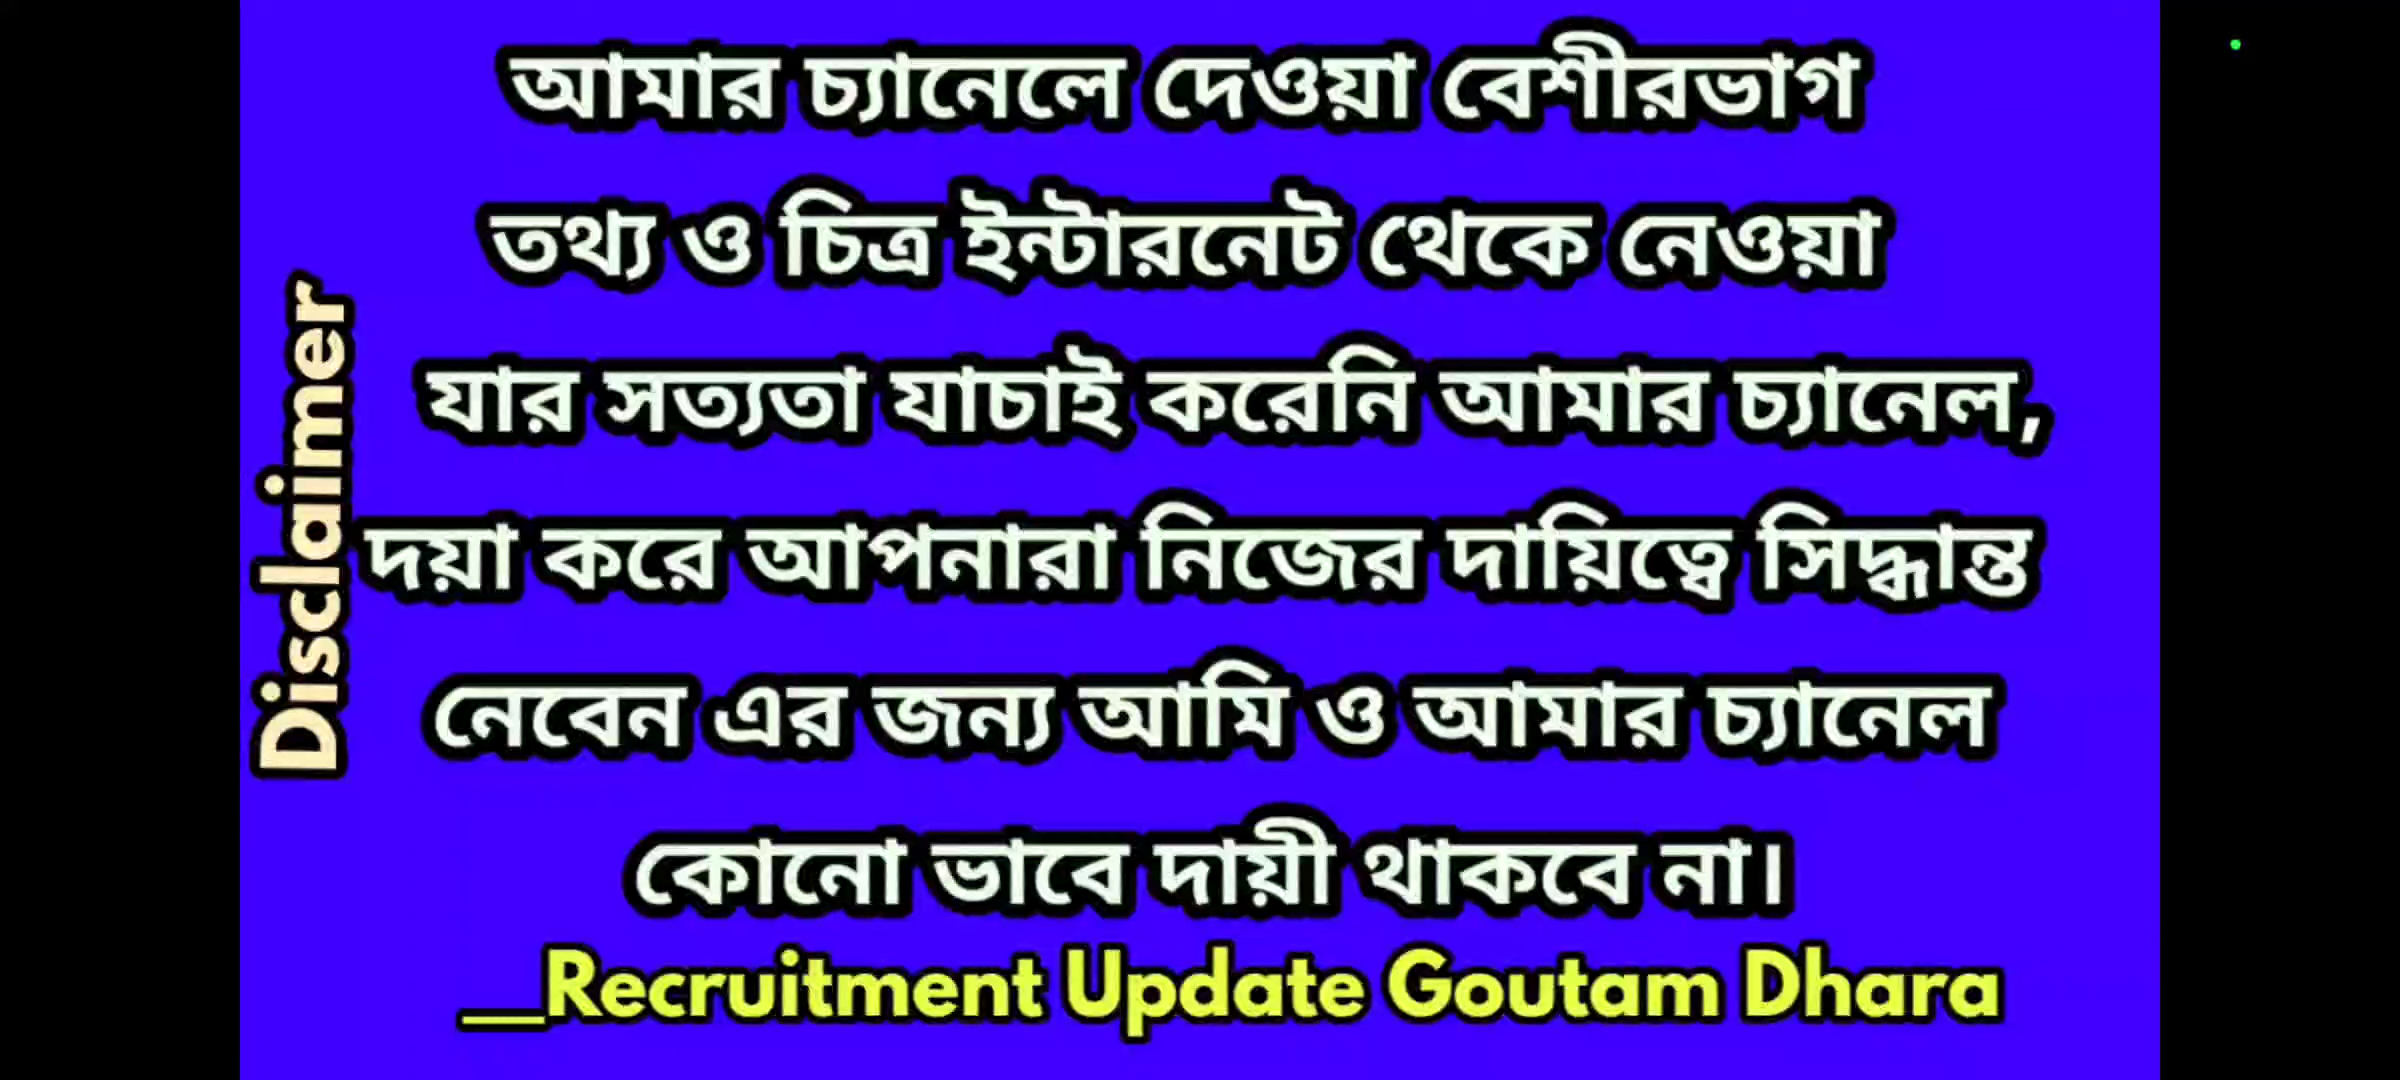 আমার চ্যানেলে দেওয়া বেশীরভাগ
তথ্য ও চিত্র ইন্টারনেট থেকে নেওয়া
যার সত্যতা যাচাই করেনি আমার চ্যানেল,
দয়া করে আপনারা নিজের দায়িত্বে সিদ্ধান্ত
নেবেন এর জন্য আমি ও আমার চ্যানেল
কোনো ভাবে দায়ী থাকবে না।
__Recruitment Update Goutam Dhara
Disclaimer